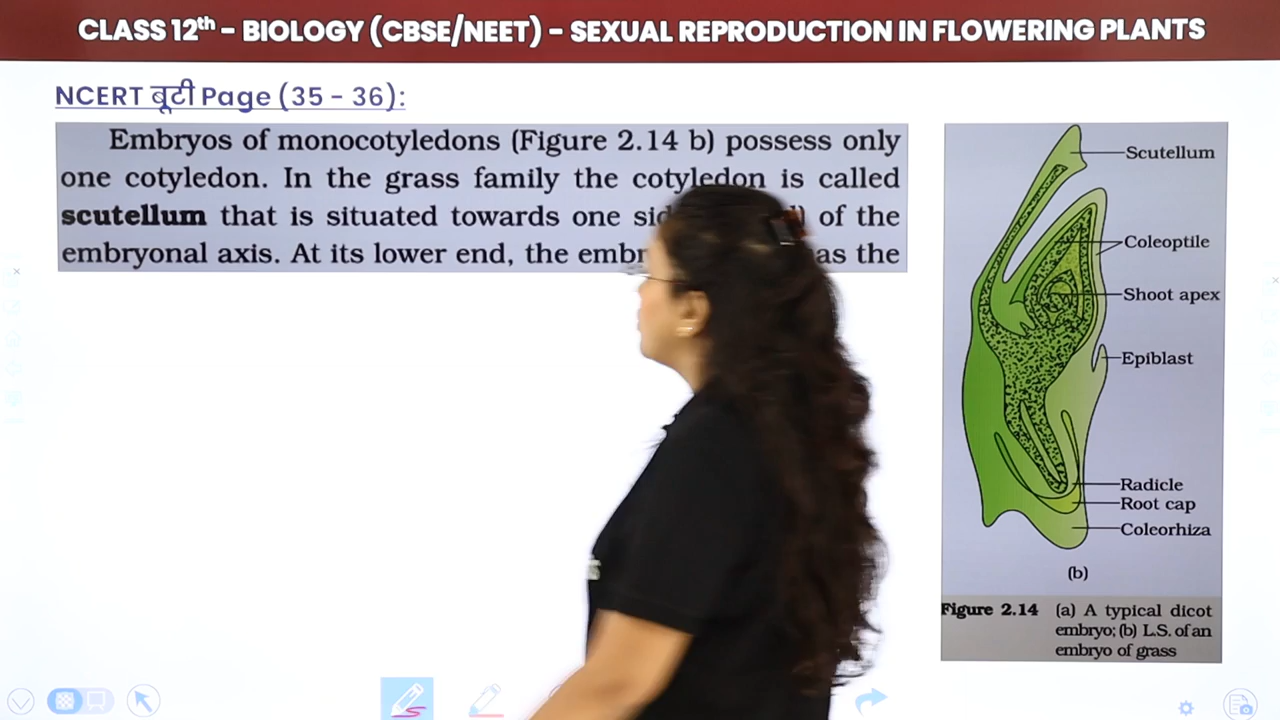 CLASS 12th - BIOLOGY (CBSE/NEET) - SEXUAL REPRODUCTION IN FLOWERING PLANTS
NCERT बूटी Page (35 - 36):
Embryos of monocotyledons (Figure 2.14 b) possess only
one cotyledon. In the grass family the cotyledon is called
scutellum that is situated towards one of the
embryonal axis. At its lower end, the the
Scutellum
Coleoptile
Shoot apex
Epiblast
Radicle
Root cap
Coleorhiza
(b)
Figure 2.14 (a) A typical dicot
embryo; (b) L.S. of an
embryo of grass